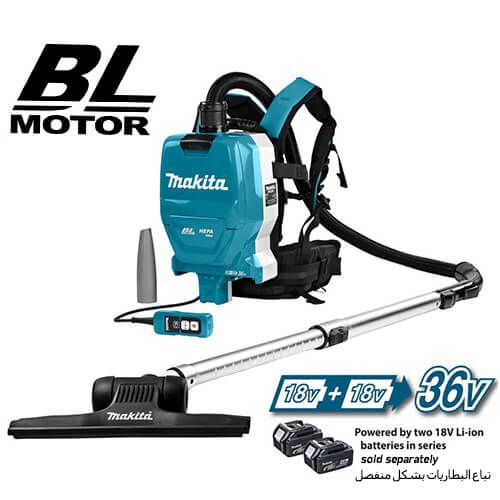 BL
MOTOR
makita
BL
HEPA
makita
18v + 18v 36v
Powered by two 18V Li-ion
batteries in series
sold separately
تباع البطاريات بشكل منفصل